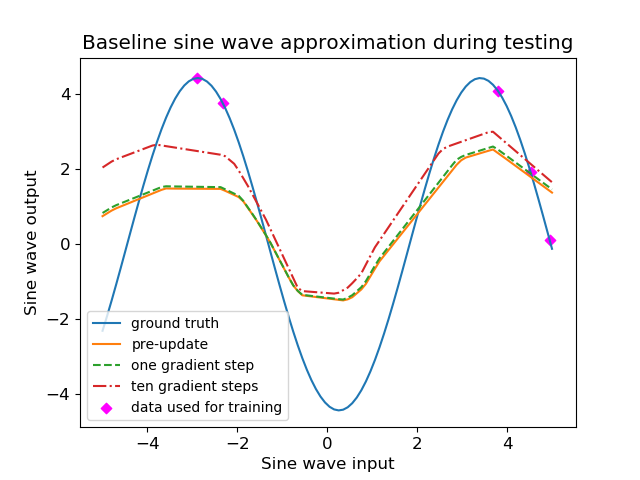 Baseline sine wave approximation during testing
4
2
0
−2
−4
Sine wave output
ground truth
pre-update
one gradient step
ten gradient steps
data used for training
−4 −2 0 2 4
Sine wave input